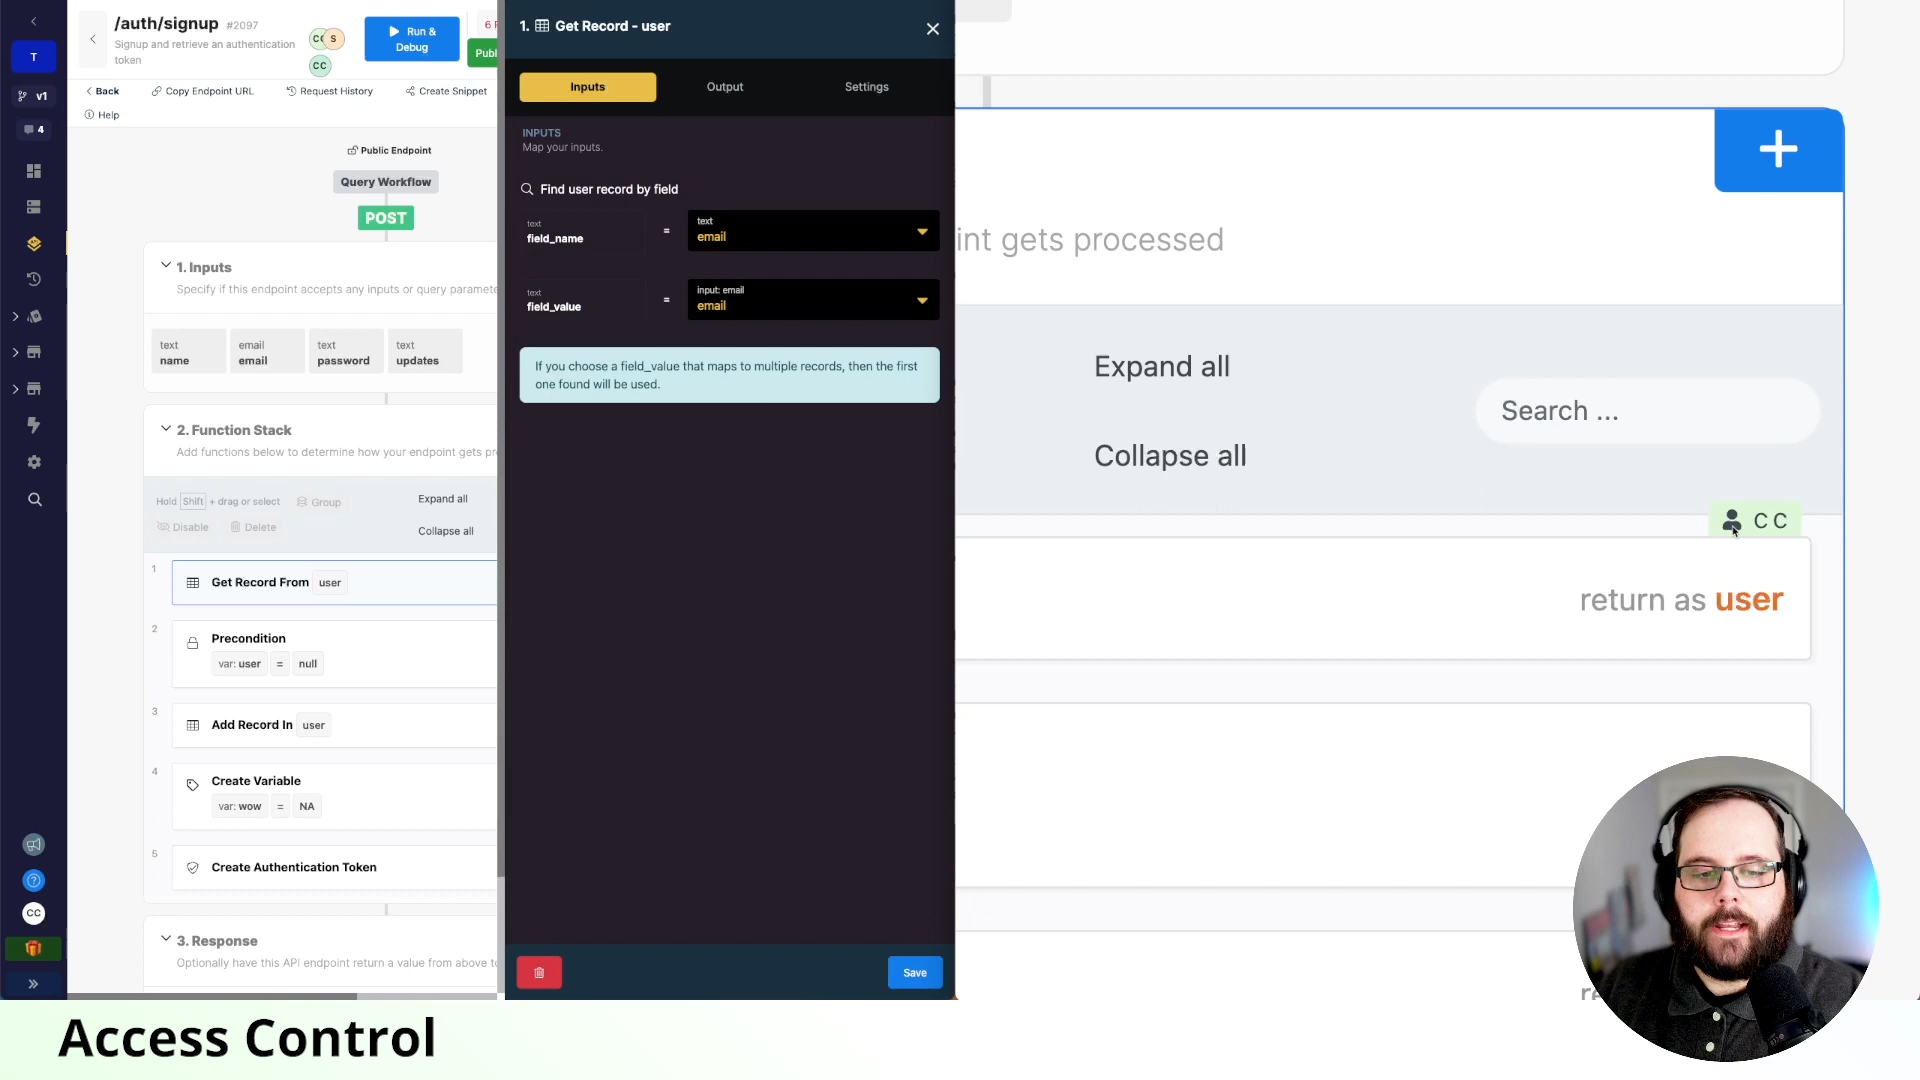 T
v1
4
CC
/auth/signup #2097
Signup and retrieve an authentication
token
S
CC
Run &
Debug
6
Publ
Back
Copy Endpoint URL
Request History
Create Snippet
Help
Public Endpoint
Query Workflow
POST
1. Inputs
Specify if this endpoint accepts any inputs or query paramete
text
name
email
email
text
password
text
updates
2. Function Stack
Add functions below to determine how your endpoint gets pr
Hold Shift + drag or select
Group
Expand all
Disable
Delete
Collapse all
1
Get Record From user
2
Precondition
var: user = null
3
Add Record In user
4
Create Variable
var: wow = NA
5
Create Authentication Token
3. Response
Optionally have this API endpoint return a value from above to
1. Get Record - user
Inputs
Output
Settings
INPUTS
Map your inputs.
Find user record by field
text
field_name
=
text
email
text
field_value
=
input: email
email
If you choose a field_value that maps to multiple records, then the first
one found will be used.
Save
int gets processed
Expand all
Collapse all
Search ...
C C
return as user
Access Control